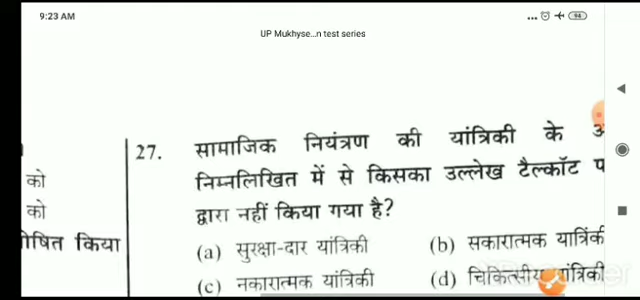 9:23 AM
... 94
UP Mukhyse...n test series
27. सामाजिक नियंत्रण की यांत्रिकी के
को निम्नलिखित में से किसका उल्लेख टैल्कॉट
को द्वारा नहीं किया गया है?
किया (a) सुरक्षा-दार यांत्रिकी (b) सकारात्मक
(c) नकारात्मक यांत्रिकी (d) चिकित्सीय यांत्रिकी